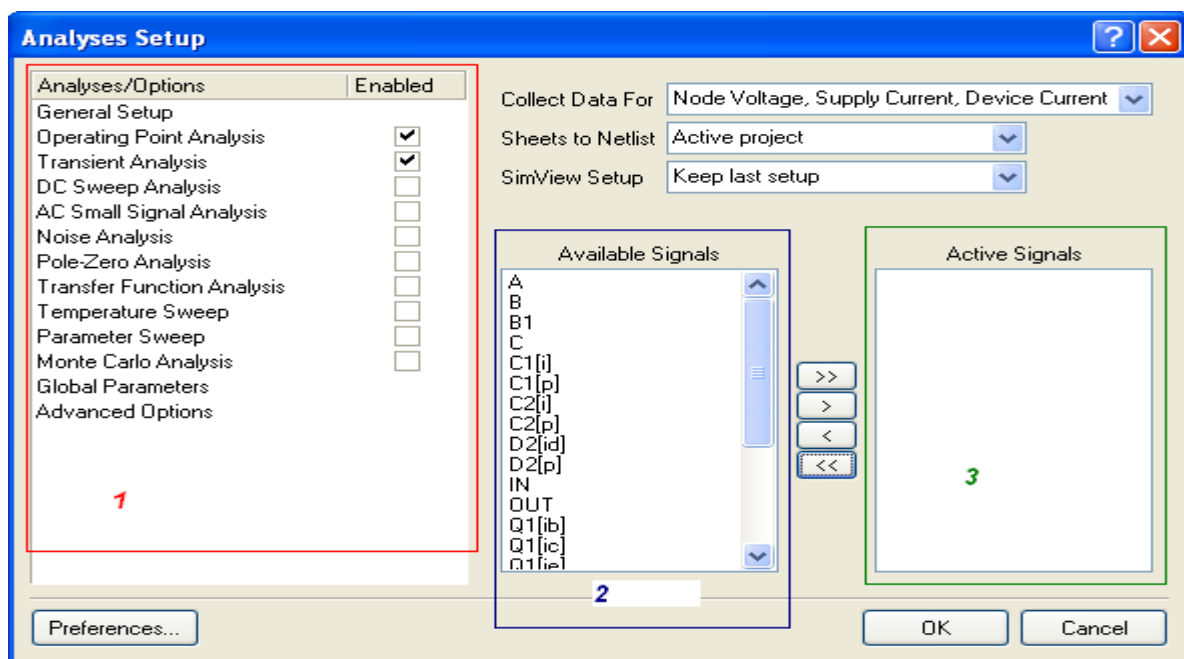 Analyses Setup
Analyses/Options Enabled
General Setup
Operating Point Analysis
Transient Analysis
DC Sweep Analysis
AC Small Signal Analysis
Noise Analysis
Pole-Zero Analysis
Transfer Function Analysis
Temperature Sweep
Parameter Sweep
Monte Carlo Analysis
Global Parameters
Advanced Options
1
Collect Data For Node Voltage, Supply Current, Device Current
Sheets to Netlist Active project
SimView Setup Keep last setup
Available Signals
A
B
B1
C
C1[i]
C1[p]
C2[i]
C2[p]
D2[id]
D2[p]
IN
OUT
Q1[ib]
Q1[ic]
Q1[ie]
2
>>
>
<
<<
Active Signals
3
Preferences...
OK
Cancel